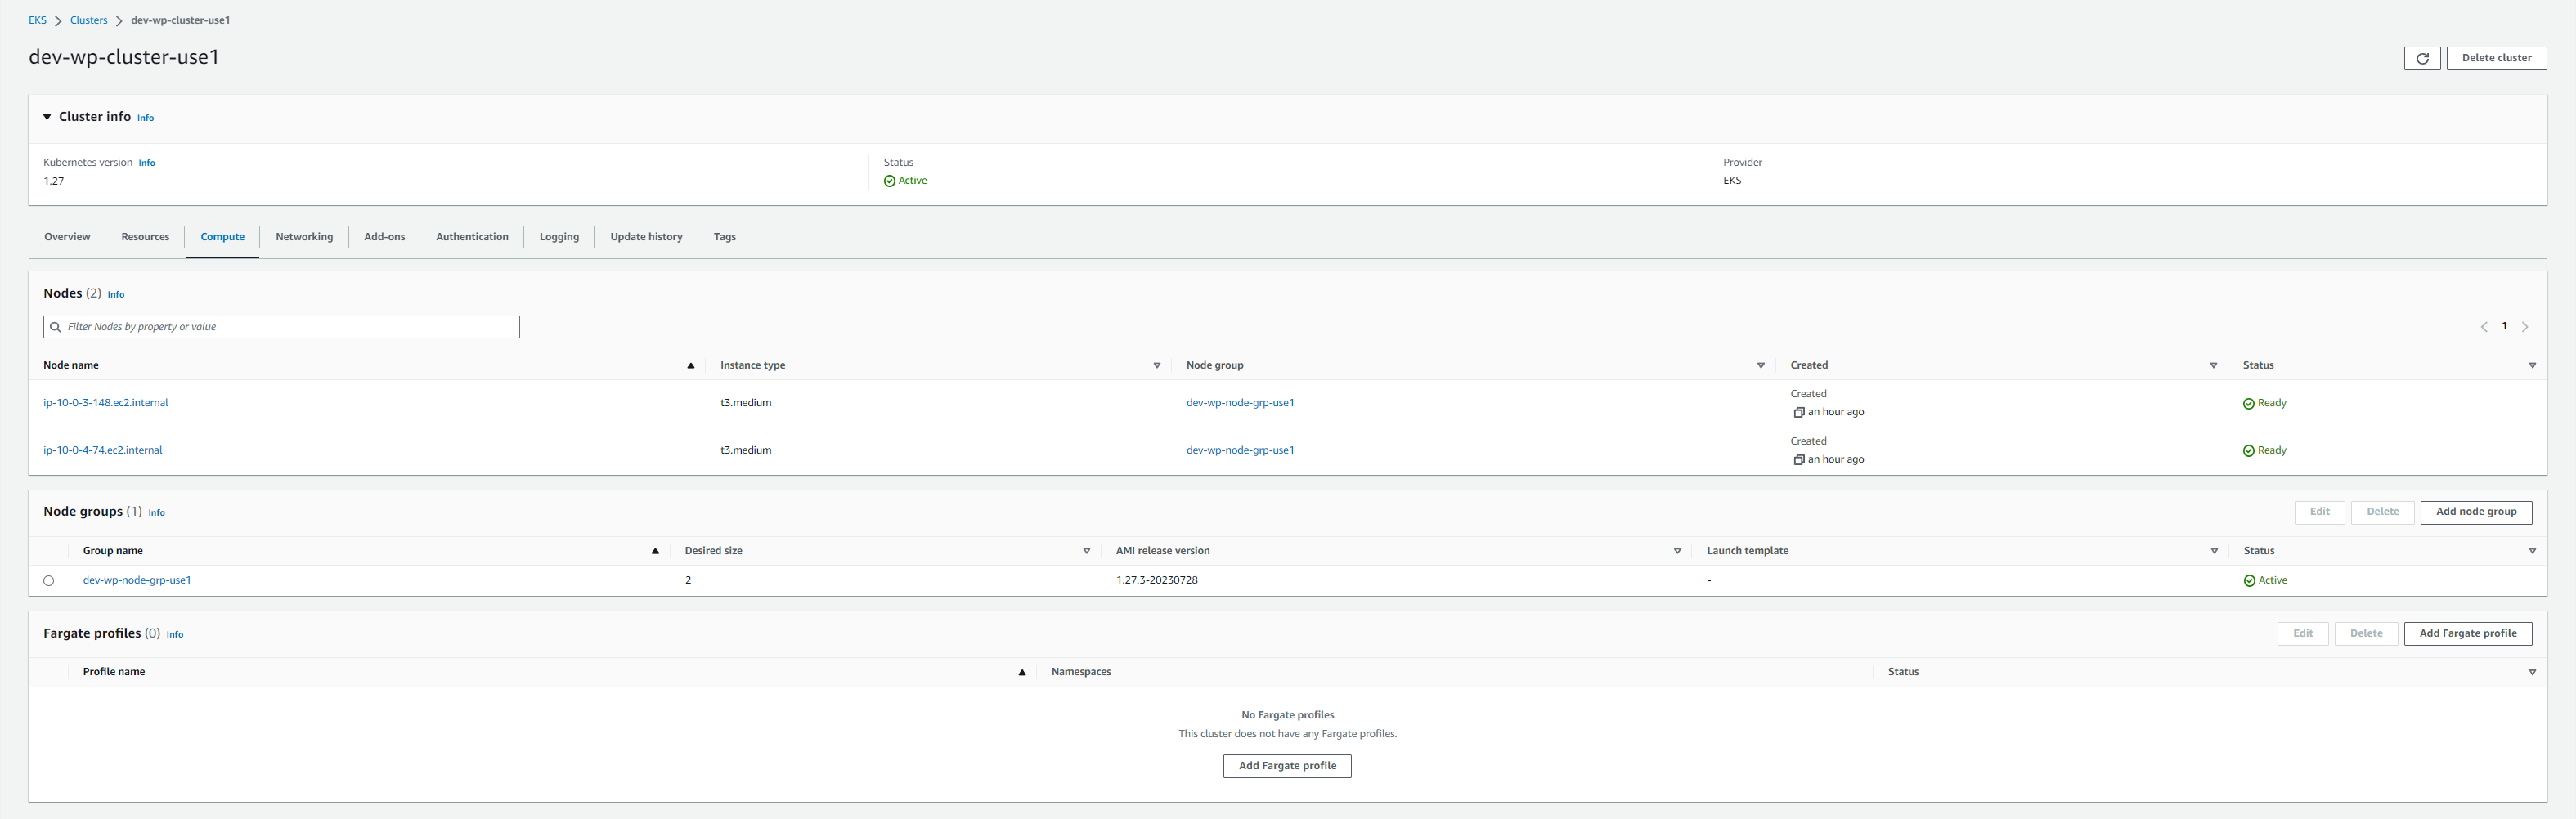 EKS > Clusters > dev-wp-cluster-use1
dev-wp-cluster-use1
Delete cluster
Cluster info Info
Kubernetes version Info
1.27
Status
Active
Provider
EKS
Overview Resources Compute Networking Add-ons Authentication Logging Update history Tags
Nodes (2) Info
Filter Nodes by property or value
1
Node name Instance type Node group Created Status
ip-10-0-3-148.ec2.internal t3.medium dev-wp-node-grp-use1 Created an hour ago Ready
ip-10-0-4-74.ec2.internal t3.medium dev-wp-node-grp-use1 Created an hour ago Ready
Node groups (1) Info
Edit Delete Add node group
Group name Desired size AMI release version Launch template Status
dev-wp-node-grp-use1 2 1.27.3-20230728 - Active
Fargate profiles (0) Info
Edit Delete Add Fargate profile
Profile name Namespaces Status
No Fargate profiles
This cluster does not have any Fargate profiles.
Add Fargate profile